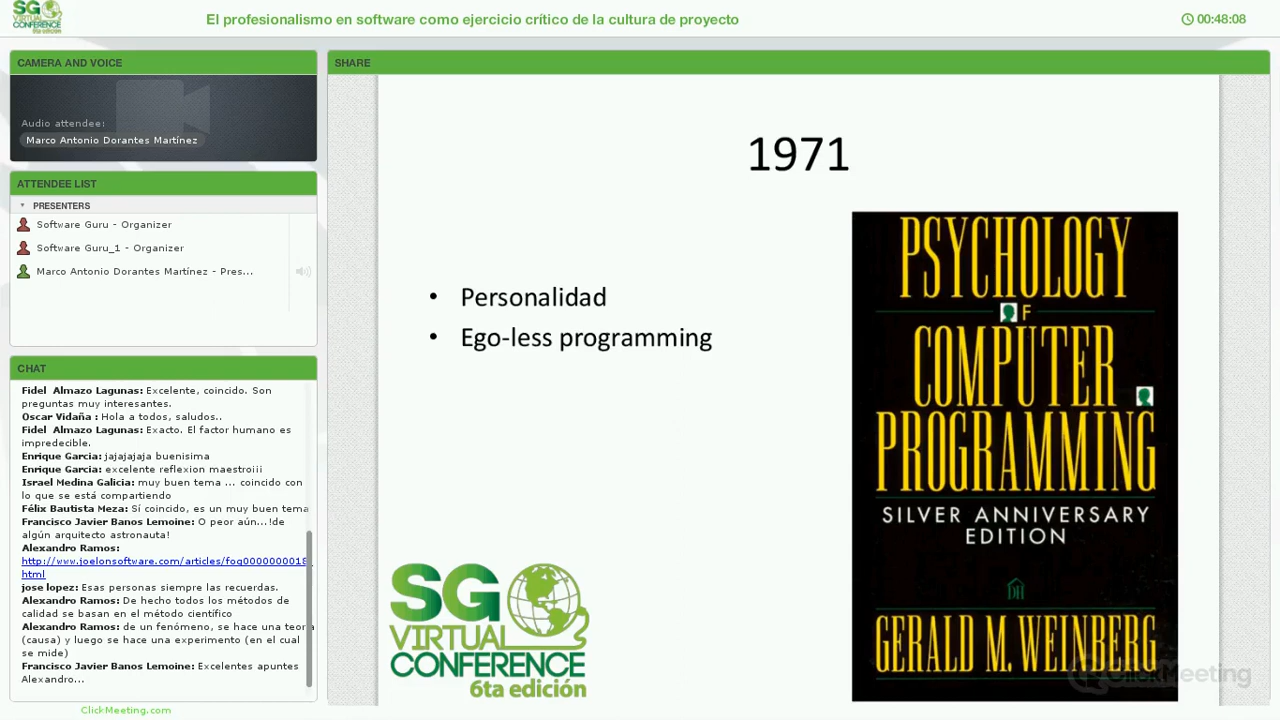 SG
VIRTUAL
CONFERENCE
6ta edición
El profesionalismo en software como ejercicio crítico de la cultura de proyecto
00:48:08
CAMERA AND VOICE
Audio attendee:
Marco Antonio Dorantes Martínez
ATTENDEE LIST
PRESENTERS
Software Guru - Organizer
Software Guru_1 - Organizer
Marco Antonio Dorantes Martínez - Pres...
CHAT
Fidel Almazo Lagunas: Excelente, coincido. Son
preguntas muy interesantes.
Oscar Vidaña : Hola a todos, saludos..
Fidel Almazo Lagunas: Exacto. El factor humano es
impredecible.
Enrique Garcia: jajajajaja buenisima
Enrique Garcia: excelente reflexion maestro¡¡¡
Israel Medina Galicia: muy buen tema ... coincido con
lo que se está compartiendo
Félix Bautista Meza: Sí coincido, es un muy buen tema
Francisco Javier Banos Lemoine: O peor aún...!de
algún arquitecto astronauta!
Alexandro Ramos:
http://www.joelonsoftware.com/articles/fog0000000018.
html
jose lopez: Esas personas siempre las recuerdas.
Alexandro Ramos: De hecho todos los métodos de
calidad se basan en el método científico
Alexandro Ramos: de un fenómeno, se hace una teoria
(causa) y luego se hace una experimento (en el cual
se mide)
Francisco Javier Banos Lemoine: Excelentes apuntes
Alexandro...
ClickMeeting.com
SHARE
1971
• Personalidad
• Ego-less programming
PSYCHOLOGY
OF
COMPUTER
PROGRAMMING
SILVER ANNIVERSARY
EDITION
DH
GERALD M. WEINBERG
SG
VIRTUAL
CONFERENCE
6ta edición
ClickMeeting